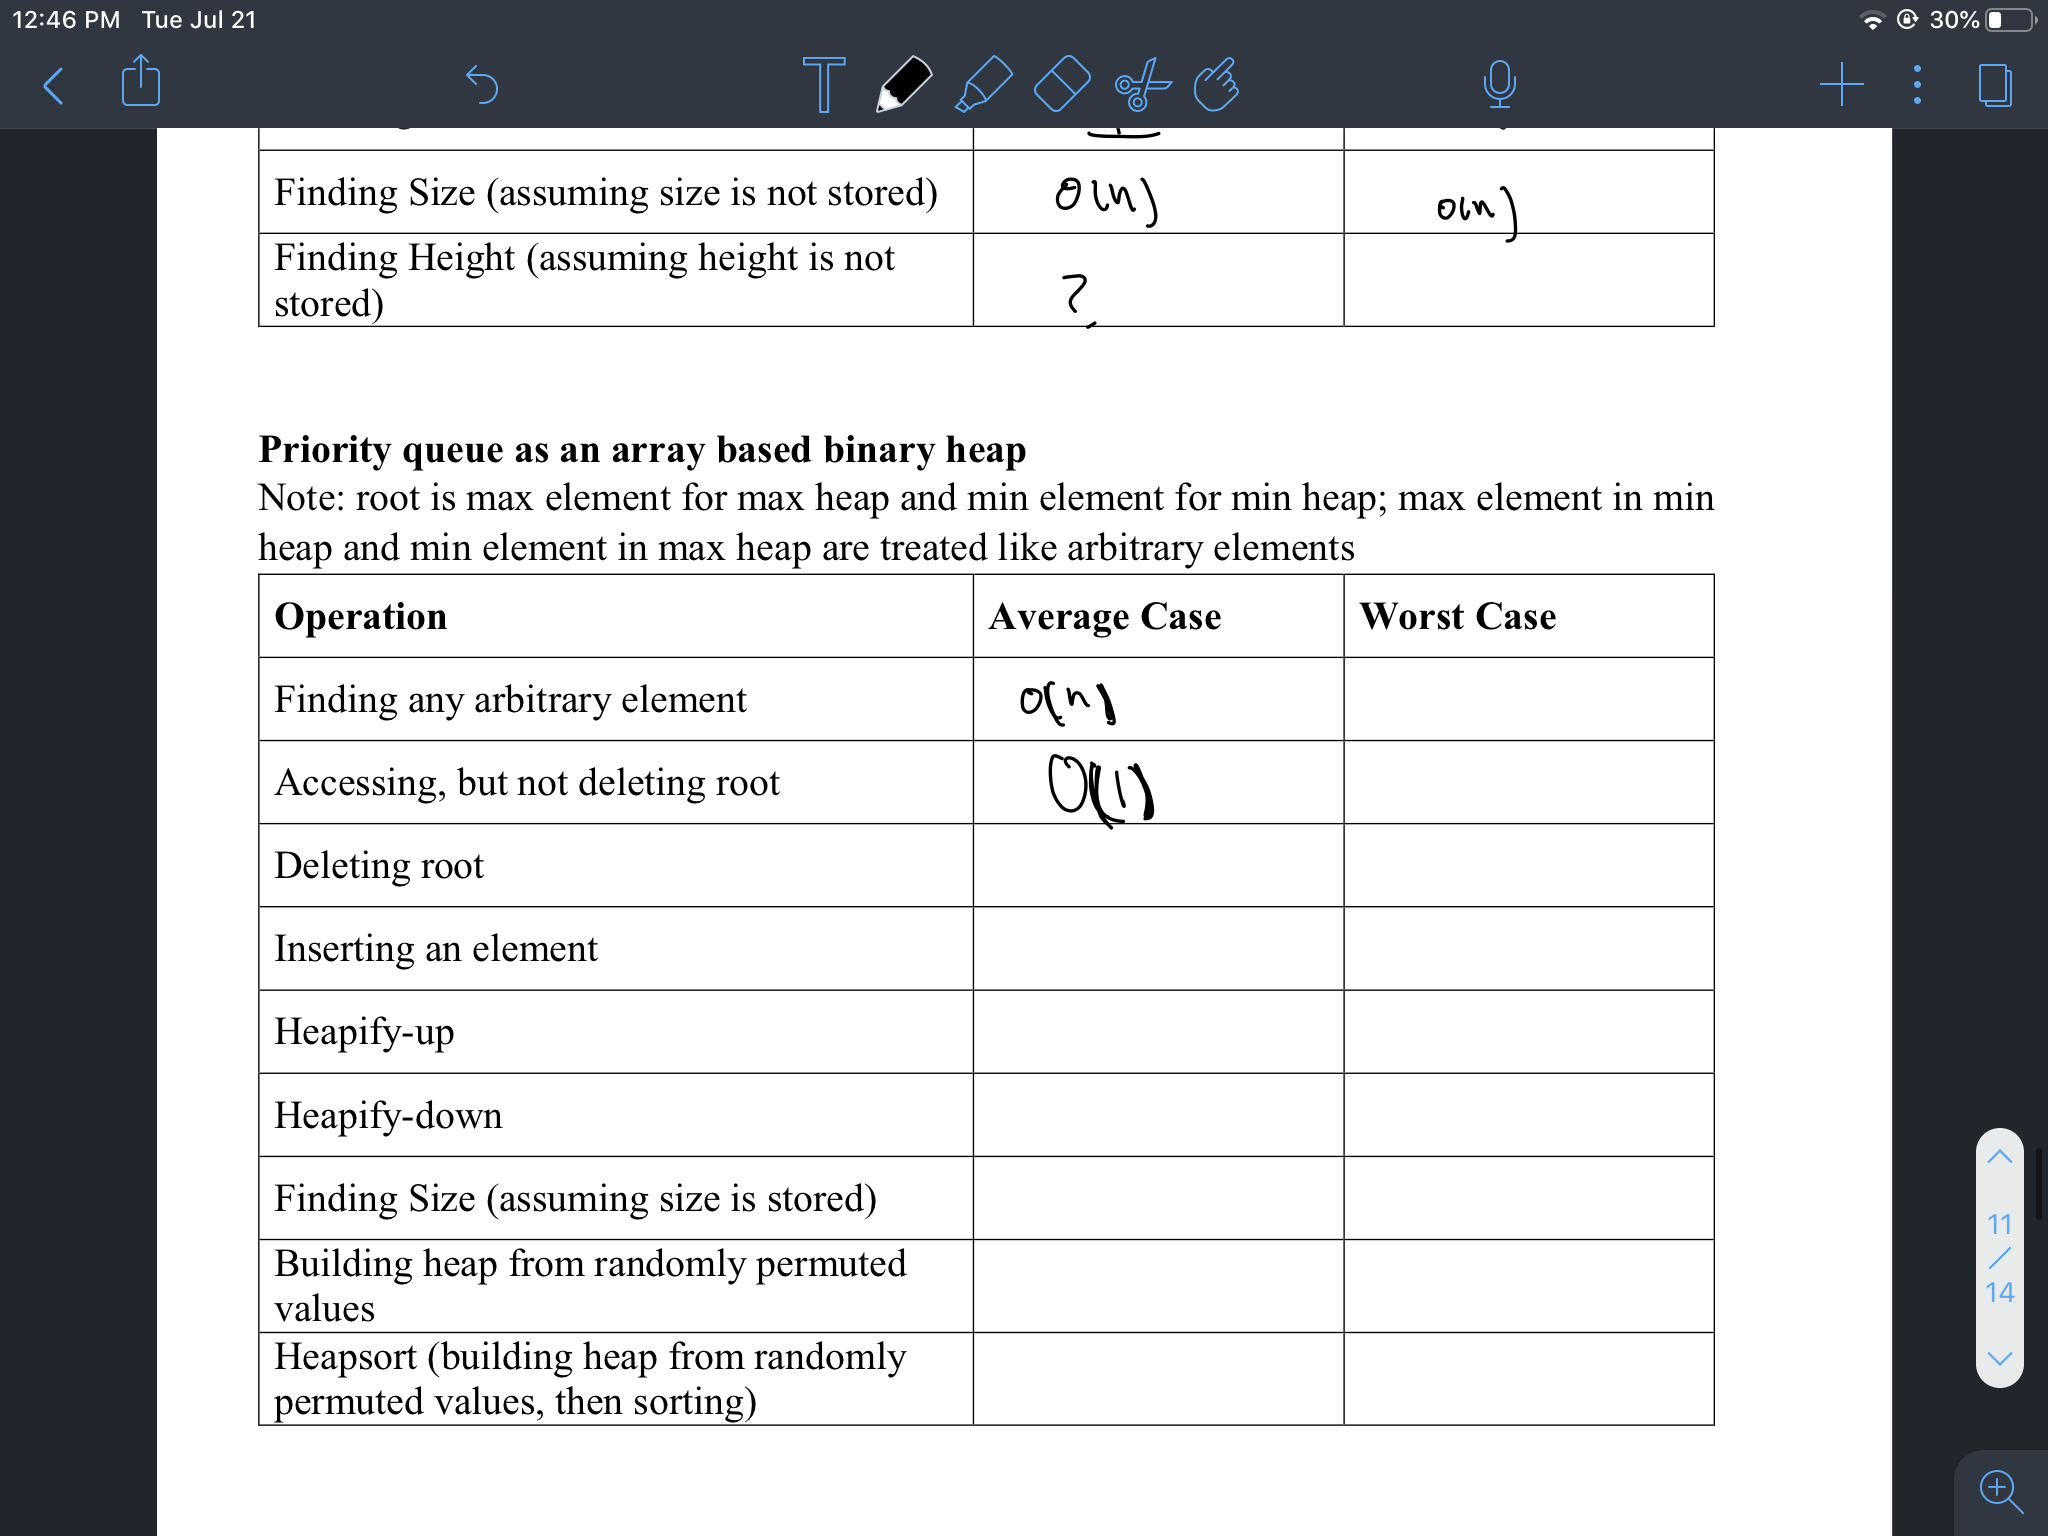 12:46 PM Tue Jul 21
30%
T
Finding Size (assuming size is not stored) O(n) O(n)
Finding Height (assuming height is not
stored) ?
Priority queue as an array based binary heap
Note: root is max element for max heap and min element for min heap; max element in min
heap and min element in max heap are treated like arbitrary elements
Operation Average Case Worst Case
Finding any arbitrary element O(n)
Accessing, but not deleting root O(1)
Deleting root
Inserting an element
Heapify-up
Heapify-down
Finding Size (assuming size is stored)
Building heap from randomly permuted
values
Heapsort (building heap from randomly
permuted values, then sorting)
11
/
14